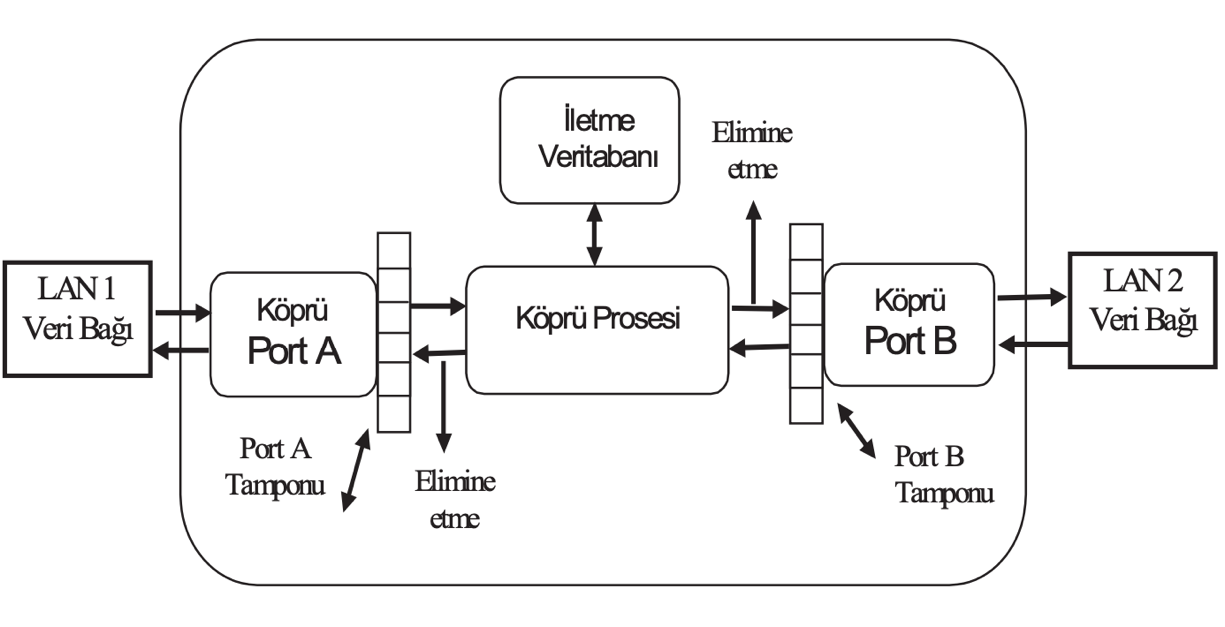 İletme
Veritabanı
Elimine
etme
LAN 1
Veri Bağı
Köprü
Port A
Köprü Prosesi
Köprü
Port B
LAN 2
Veri Bağı
Port A
Tamponu
Elimine
etme
Port B
Tamponu